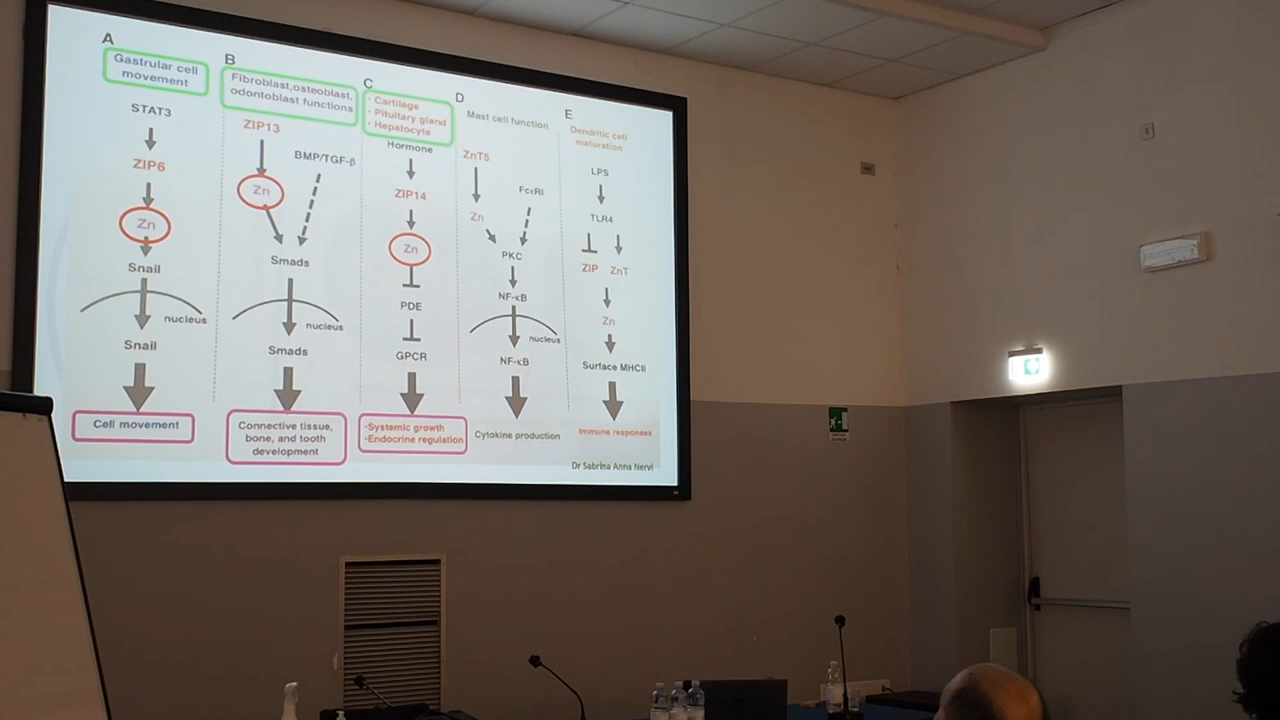 A
Gastrular cell
movement
STAT3
ZIP6
Zn
Snail
nucleus
Snail
Cell movement
B
Fibroblast,osteoblast,
odontoblast functions
ZIP13
BMP/TGF-β
Zn
Smads
nucleus
Smads
Connective tissue,
bone, and tooth
development
C
· Cartilage
· Pituitary gland
· Hepatocyte
Hormone
ZIP14
Zn
PDE
GPCR
·Systemic growth
·Endocrine regulation
D
Mast cell function
ZnT5
FcεRI
Zn
PKC
NF-κB
nucleus
NF-κB
Cytokine production
E
Dendritic cell
maturation
LPS
TLR4
ZIP ZnT
Zn
Surface MHCII
Immune responses
Dr Sabrina Anna Nervi